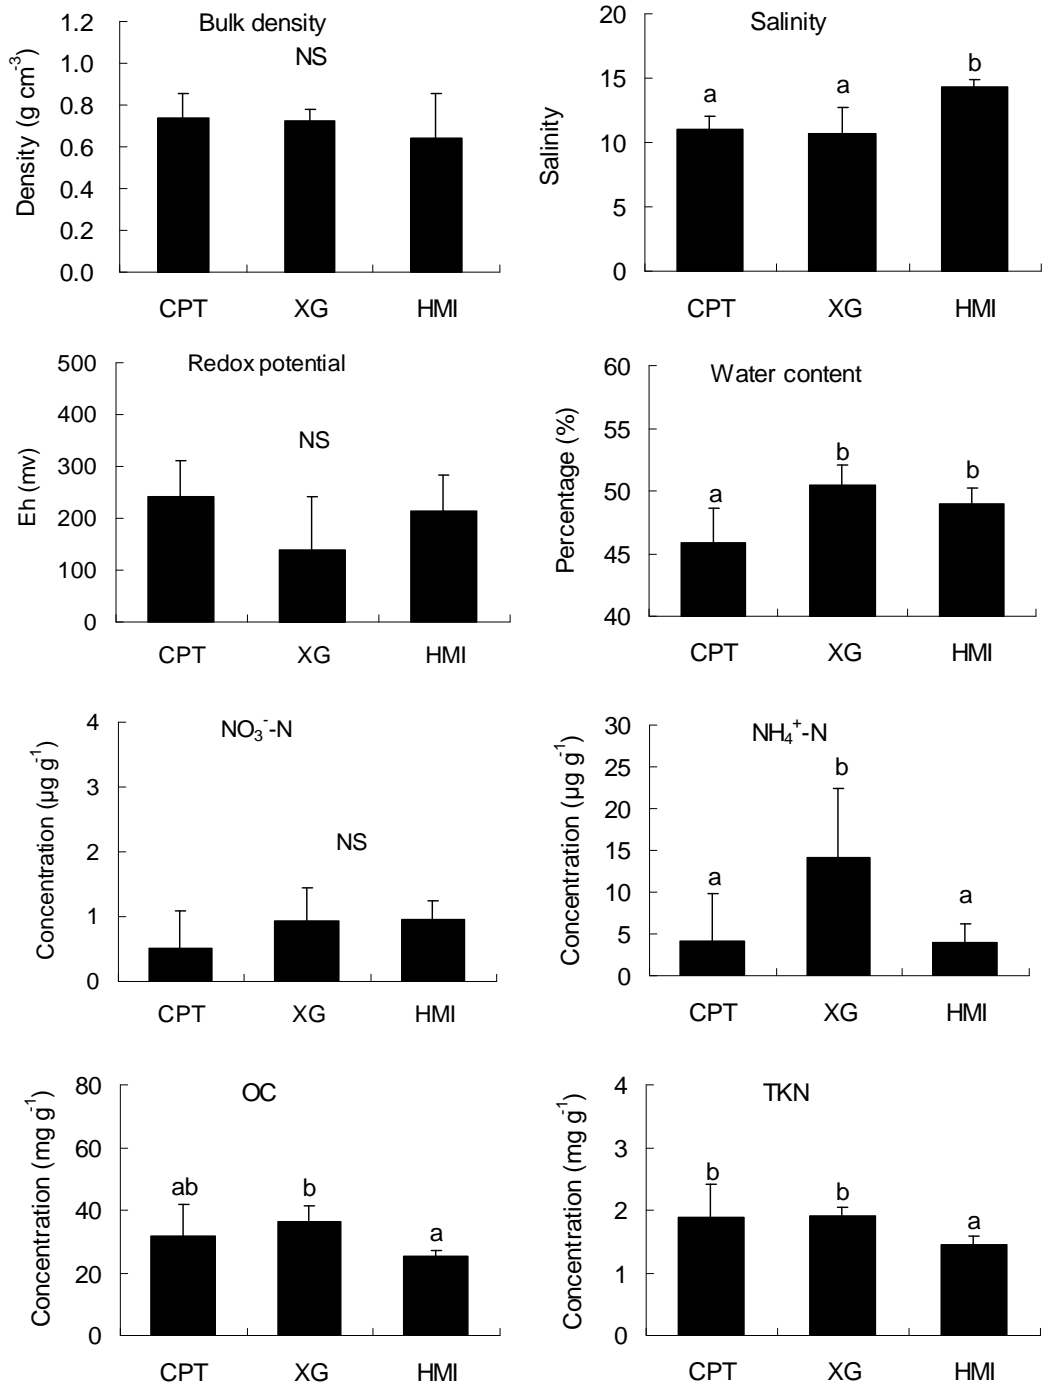 Bulk density
NS
Density (g cm⁻³)
1.2
1.0
0.8
0.6
0.4
0.2
0.0
CPT XG HMI
Salinity
Salinity
20
15
10
5
0
a a b
CPT XG HMI
Redox potential
NS
Eh (mv)
500
400
300
200
100
0
CPT XG HMI
Water content
Percentage (%)
60
55
50
45
40
a b b
CPT XG HMI
NO₃⁻-N
NS
Concentration (µg g⁻¹)
4
3
2
1
0
CPT XG HMI
NH₄⁺-N
Concentration (µg g⁻¹)
30
25
20
15
10
5
0
a b a
CPT XG HMI
OC
Concentration (mg g⁻¹)
80
60
40
20
0
ab b a
CPT XG HMI
TKN
Concentration (mg g⁻¹)
4
3
2
1
0
b b a
CPT XG HMI